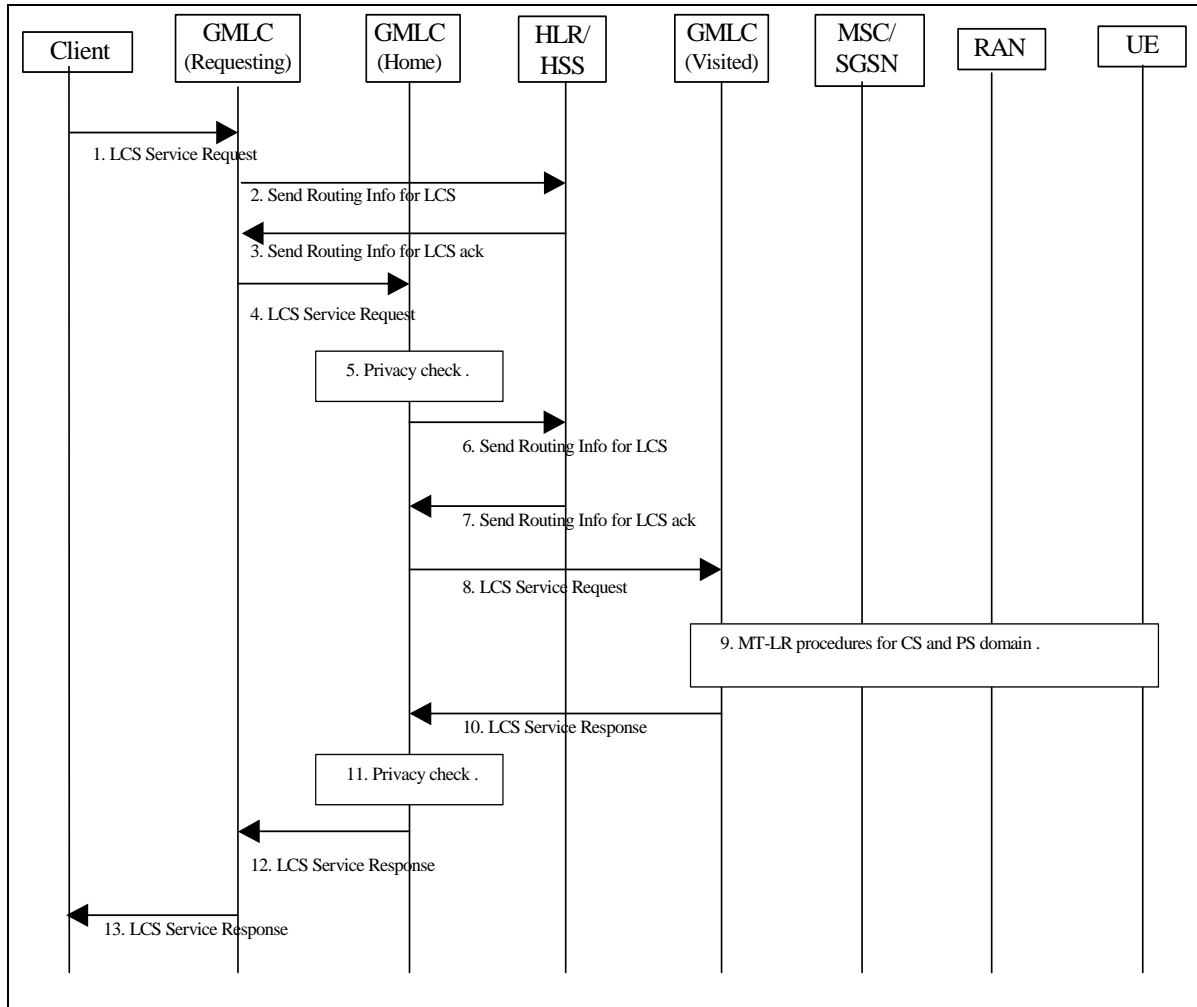 Client
GMLC
(Requesting)
GMLC
(Home)
HLR/
HSS
GMLC
(Visited)
MSC/
SGSN
RAN
UE
1. LCS Service Request
2. Send Routing Info for LCS
3. Send Routing Info for LCS ack
4. LCS Service Request
5. Privacy check .
6. Send Routing Info for LCS
7. Send Routing Info for LCS ack
8. LCS Service Request
9. MT-LR procedures for CS and PS domain .
10. LCS Service Response
11. Privacy check .
12. LCS Service Response
13. LCS Service Response